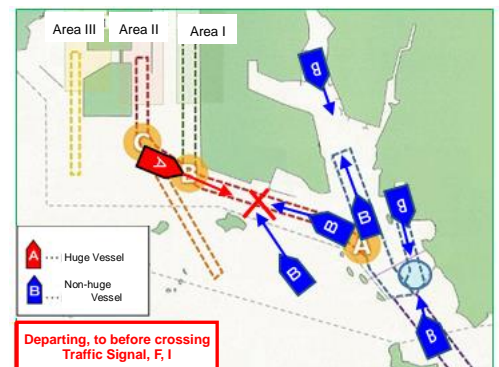 Area III Area II Area I
B
C
A
B
B
B
B
A
B
B
A .... Huge Vessel
B .... Non-huge
Vessel
Departing, to before crossing
Traffic Signal, F, I